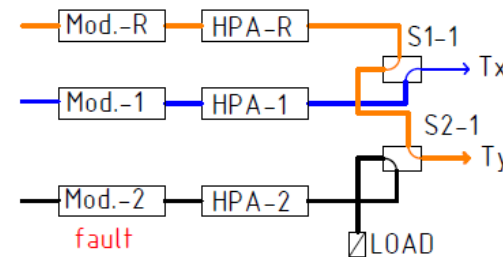 Mod.-R HPA-R S1-1
Tx
Mod.-1 HPA-1
S2-1
Ty
Mod.-2 HPA-2
fault LOAD